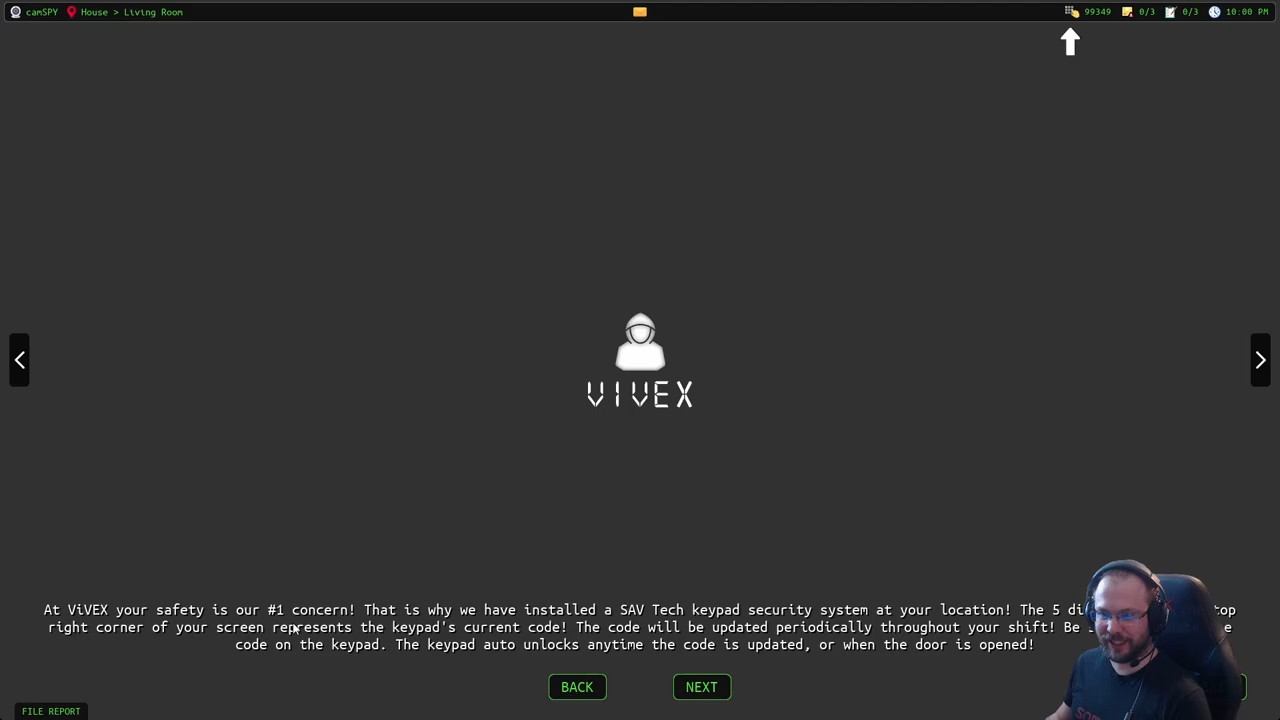 camSPY House > Living Room 99349 0/3 0/3 10:00 PM
VIVEX
At ViVEX your safety is our #1 concern! That is why we have installed a SAV Tech keypad security system at your location! The 5 top
right corner of your screen represents the keypad's current code! The code will be updated periodically throughout your shift! Be
code on the keypad. The keypad auto unlocks anytime the code is updated, or when the door is opened!
BACK NEXT
FILE REPORT